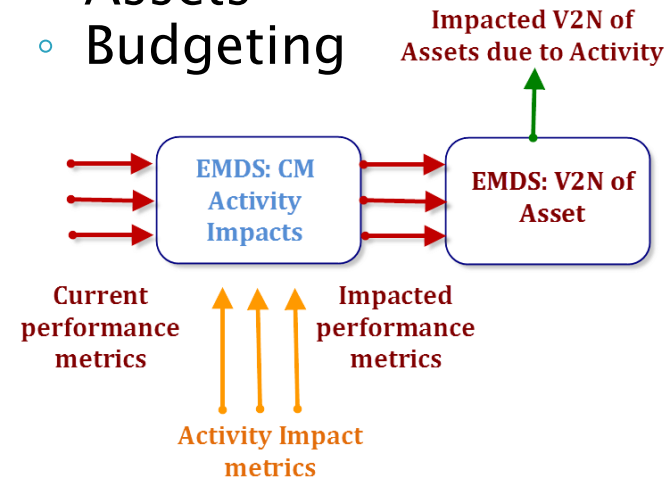 Assets
◦ Budgeting
Impacted V2N of
Assets due to Activity
EMDS: CM
Activity
Impacts
EMDS: V2N of
Asset
Current
performance
metrics
Impacted
performance
metrics
Activity Impact
metrics